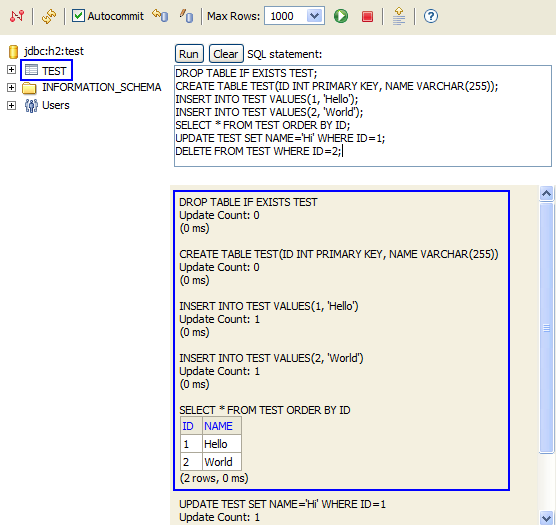 Autocommit Max Rows: 1000
jdbc:h2:test
TEST
INFORMATION_SCHEMA
Users
Run Clear SQL statement:
DROP TABLE IF EXISTS TEST;
CREATE TABLE TEST(ID INT PRIMARY KEY, NAME VARCHAR(255));
INSERT INTO TEST VALUES(1, 'Hello');
INSERT INTO TEST VALUES(2, 'World');
SELECT * FROM TEST ORDER BY ID;
UPDATE TEST SET NAME='Hi' WHERE ID=1;
DELETE FROM TEST WHERE ID=2;
DROP TABLE IF EXISTS TEST
Update Count: 0
(0 ms)
CREATE TABLE TEST(ID INT PRIMARY KEY, NAME VARCHAR(255))
Update Count: 0
(0 ms)
INSERT INTO TEST VALUES(1, 'Hello')
Update Count: 1
(0 ms)
INSERT INTO TEST VALUES(2, 'World')
Update Count: 1
(0 ms)
SELECT * FROM TEST ORDER BY ID
ID NAME
1 Hello
2 World
(2 rows, 0 ms)
UPDATE TEST SET NAME='Hi' WHERE ID=1
Update Count: 1